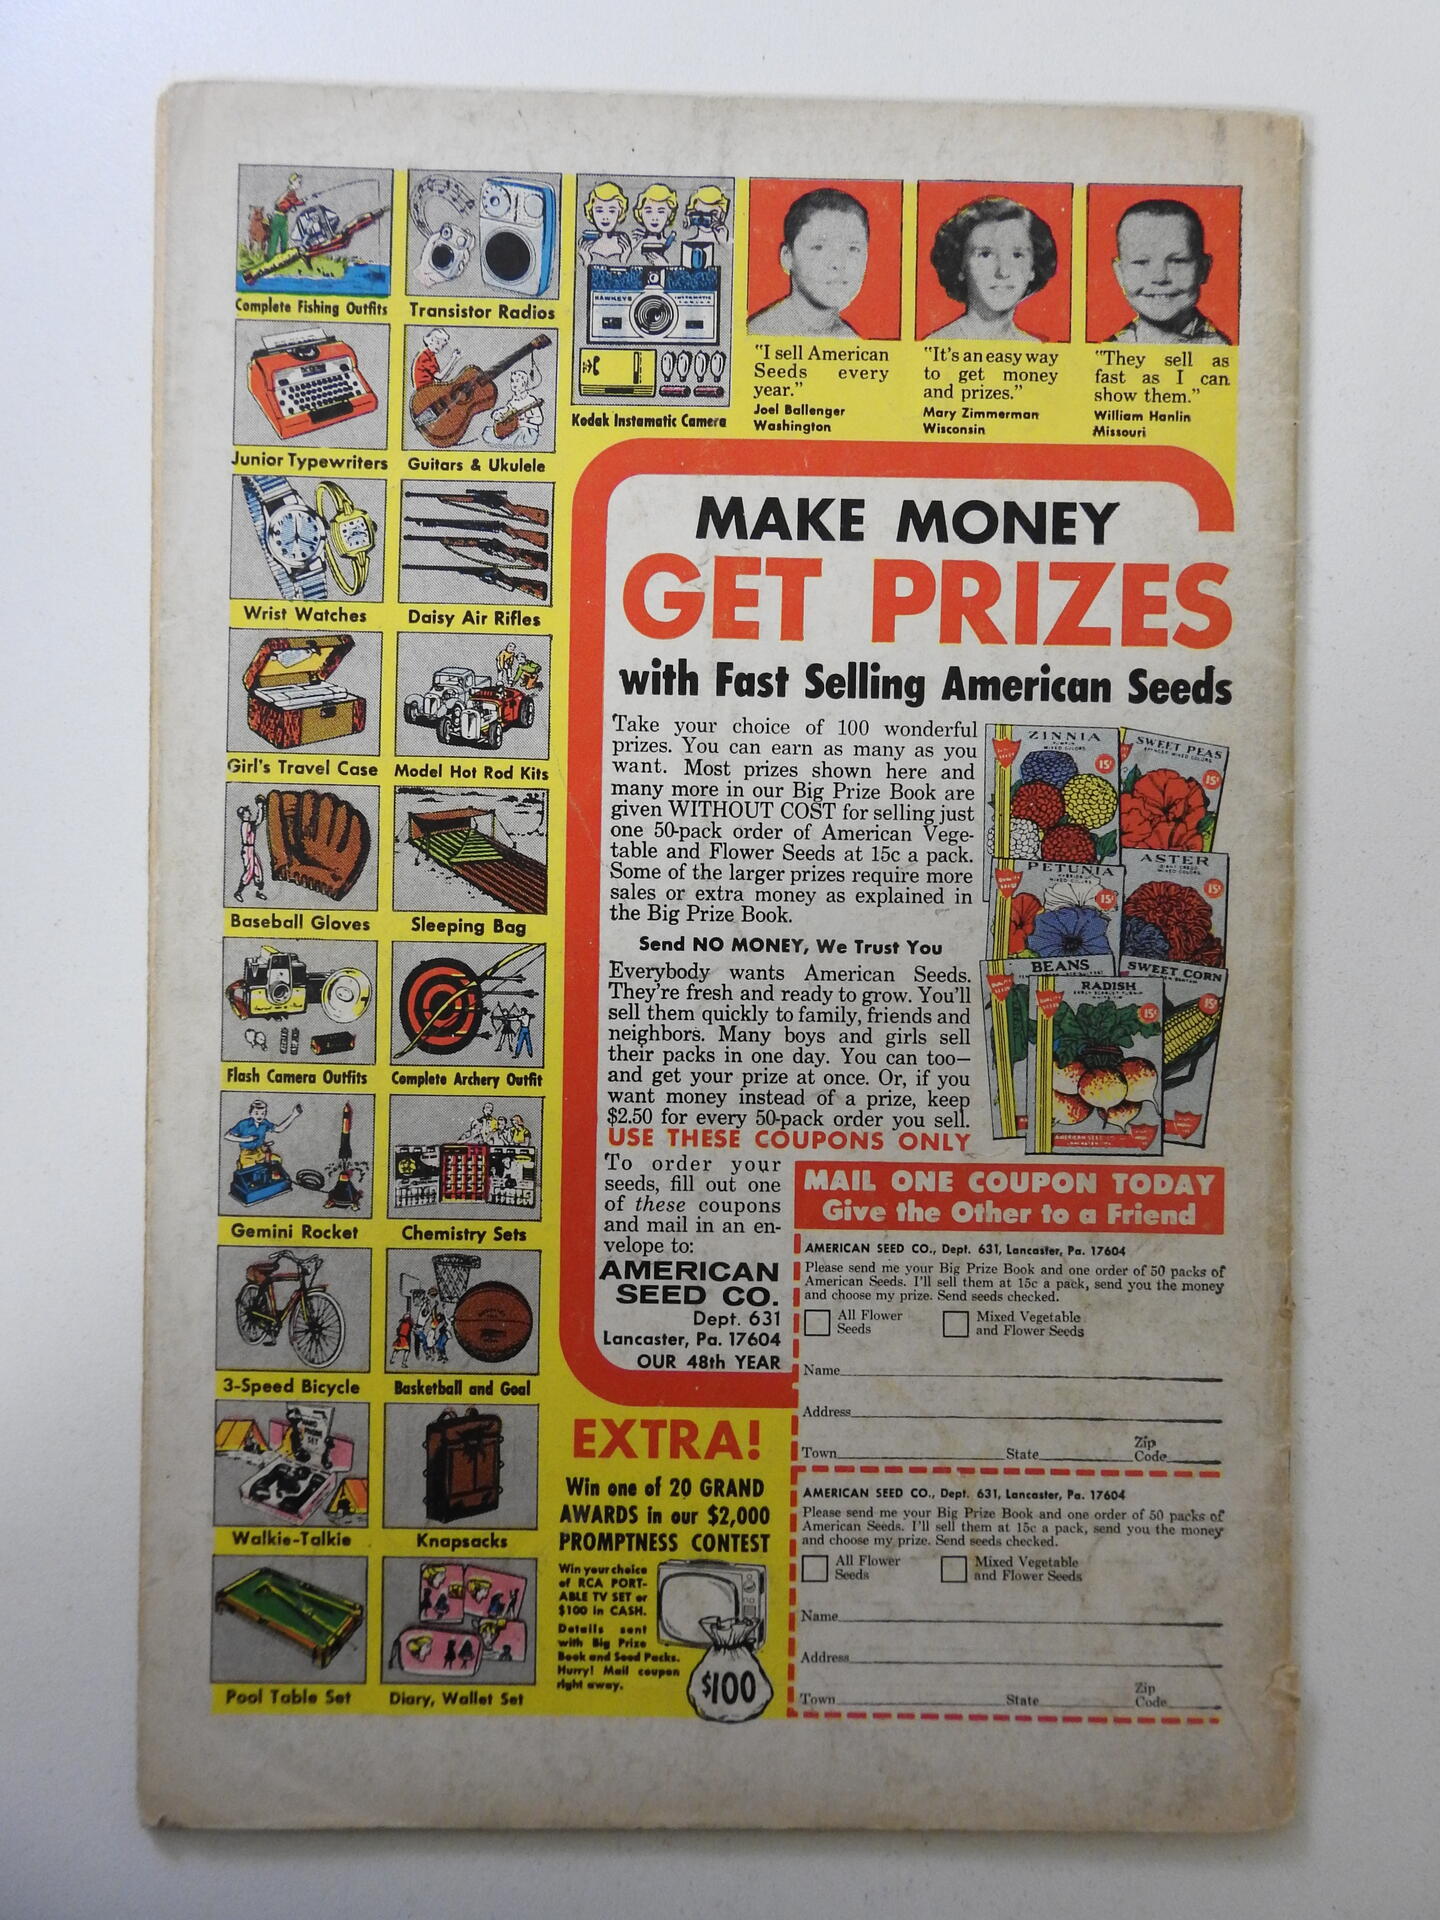 Complete Fishing Outfits
Transistor Radios
HAWKEYE INSTAMATIC
Kodak Instamatic Camera
Junior Typewriters
Guitars & Ukulele
Wrist Watches
Daisy Air Rifles
Girl's Travel Case
Model Hot Rod Kits
Baseball Gloves
Sleeping Bag
Flash Camera Outfits
Complete Archery Outfit
Gemini Rocket
Chemistry Sets
3-Speed Bicycle
Basketball and Goal
Walkie-Talkie
Knapsacks
Pool Table Set
Diary, Wallet Set
"I sell American
Seeds every
year."
Joel Ballenger
Washington
"It's an easy way
to get money
and prizes."
Mary Zimmerman
Wisconsin
"They sell as
fast as I can
show them."
William Hanlin
Missouri
MAKE MONEY
GET PRIZES
with Fast Selling American Seeds
Take your choice of 100 wonderful
prizes. You can earn as many as you
want. Most prizes shown here and
many more in our Big Prize Book are
given WITHOUT COST for selling just
one 50-pack order of American Vege-
table and Flower Seeds at 15c a pack.
Some of the larger prizes require more
sales or extra money as explained in
the Big Prize Book.
Send NO MONEY, We Trust You
Everybody wants American Seeds.
They're fresh and ready to grow. You'll
sell them quickly to family, friends and
neighbors. Many boys and girls sell
their packs in one day. You can too—
and get your prize at once. Or, if you
want money instead of a prize, keep
$2.50 for every 50-pack order you sell.
USE THESE COUPONS ONLY
ZINNIA
MIXED COLORS
15¢
SWEET PEAS
15¢
PETUNIA
MIXED COLORS
15¢
ASTER
MIXED COLORS
15¢
BEANS
SWEET CORN
15¢
RADISH
15¢
AMERICAN SEED CO.
To order your
seeds, fill out one
of these coupons
and mail in an en-
velope to:
AMERICAN
SEED CO.
Dept. 631
Lancaster, Pa. 17604
OUR 48th YEAR
MAIL ONE COUPON TODAY
Give the Other to a Friend
AMERICAN SEED CO., Dept. 631, Lancaster, Pa. 17604
Please send me your Big Prize Book and one order of 50 packs of
American Seeds. I'll sell them at 15c a pack, send you the money
and choose my prize. Send seeds checked.
All Flower
Seeds
Mixed Vegetable
and Flower Seeds
Name
Address
Town State Zip Code
AMERICAN SEED CO., Dept. 631, Lancaster, Pa. 17604
Please send me your Big Prize Book and one order of 50 packs of
American Seeds. I'll sell them at 15c a pack, send you the money
and choose my prize. Send seeds checked.
All Flower
Seeds
Mixed Vegetable
and Flower Seeds
Name
Address
Town State Zip Code
EXTRA!
Win one of 20 GRAND
AWARDS in our $2,000
PROMPTNESS CONTEST
Win your choice
of RCA PORT-
ABLE TV SET or
$100 in CASH.
Details sent
with Big Prize
Book and Seed Packs.
Hurry! Mail coupon
right away.
$100